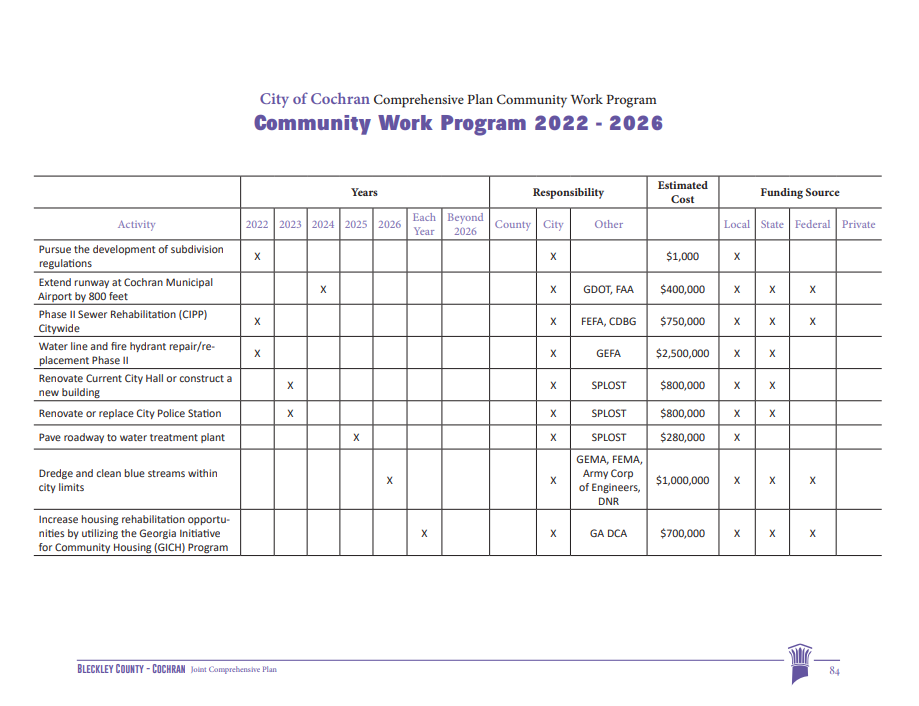 City of Cochran Comprehensive Plan Community Work Program
Community Work Program 2022 - 2026
Years Responsibility Estimated Cost Funding Source
Activity 2022 2023 2024 2025 2026 Each Year Beyond 2026 County City Other Local State Federal Private
Pursue the development of subdivision
regulations
X X $1,000 X
Extend runway at Cochran Municipal
Airport by 800 feet
X X GDOT, FAA $400,000 X X X
Phase II Sewer Rehabilitation (CIPP)
Citywide
X X FEFA, CDBG $750,000 X X X
Water line and fire hydrant repair/re-
placement Phase II
X X GEFA $2,500,000 X X
Renovate Current City Hall or construct a
new building
X X SPLOST $800,000 X X
Renovate or replace City Police Station X X SPLOST $800,000 X X
Pave roadway to water treatment plant X X SPLOST $280,000 X
Dredge and clean blue streams within
city limits
X X
GEMA, FEMA,
Army Corp
of Engineers,
DNR
$1,000,000 X X X
Increase housing rehabilitation opportu-
nities by utilizing the Georgia Initiative
for Community Housing (GICH) Program
X X GA DCA $700,000 X X X
Bleckley County - Cochran Joint Comprehensive Plan 84